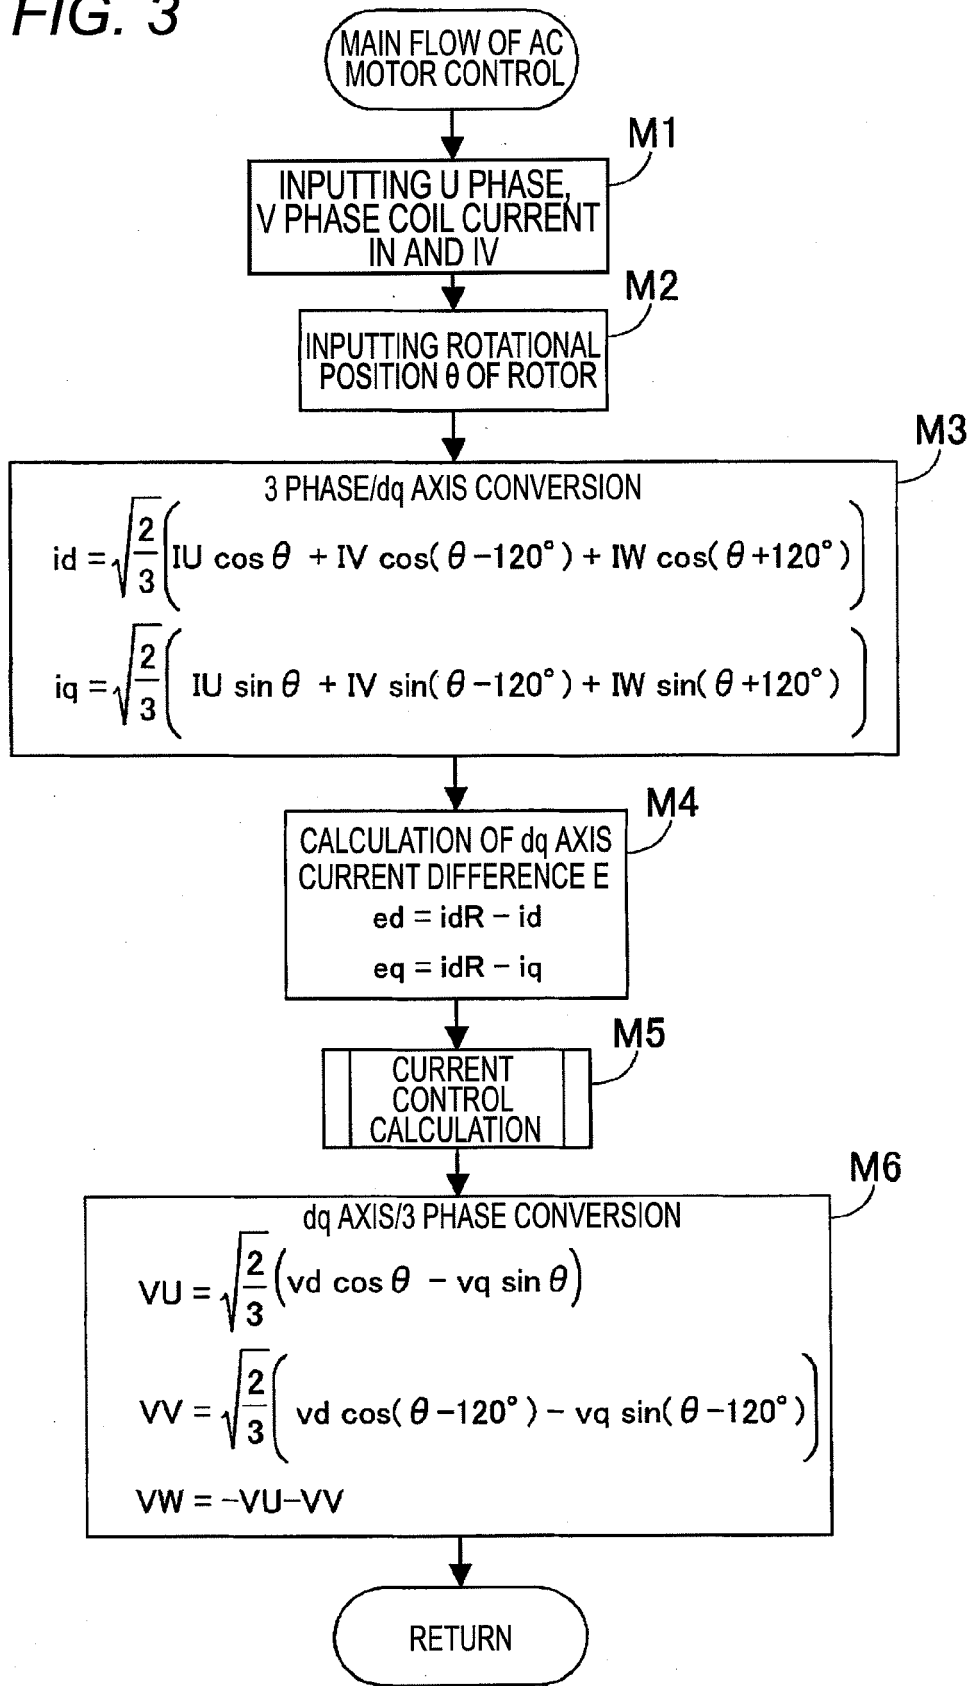 FIG. 3
MAIN FLOW OF AC
MOTOR CONTROL
M1
INPUTTING U PHASE,
V PHASE COIL CURRENT
IN AND IV
M2
INPUTTING ROTATIONAL
POSITION θ OF ROTOR
M3
3 PHASE/dq AXIS CONVERSION
id = √(2/3) (IU cos θ + IV cos( θ -120°) + IW cos( θ +120°))
iq = √(2/3) ( IU sin θ + IV sin( θ -120°) + IW sin( θ +120°) )
M4
CALCULATION OF dq AXIS
CURRENT DIFFERENCE E
ed = idR - id
eq = idR - iq
M5
CURRENT
CONTROL
CALCULATION
M6
dq AXIS/3 PHASE CONVERSION
VU = √(2/3) (vd cos θ - vq sin θ)
VV = √(2/3) ( vd cos( θ -120°) - vq sin( θ -120°) )
VW = -VU-VV
RETURN